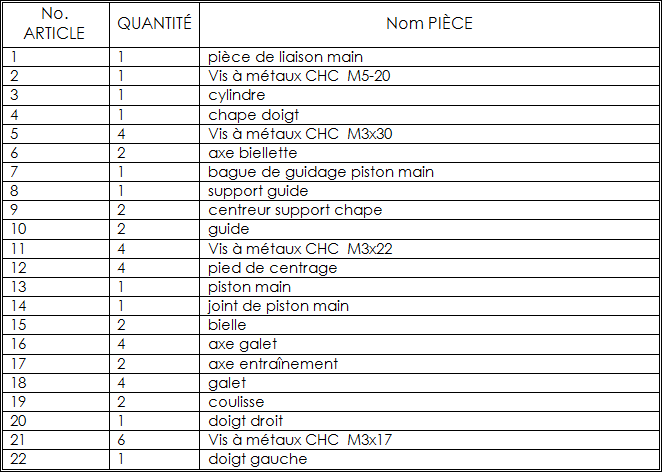 No. ARTICLE QUANTITÉ Nom PIÈCE
1 1 pièce de liaison main
2 1 Vis à métaux CHC M5-20
3 1 cylindre
4 1 chape doigt
5 4 Vis à métaux CHC M3x30
6 2 axe biellette
7 1 bague de guidage piston main
8 1 support guide
9 2 centreur support chape
10 2 guide
11 4 Vis à métaux CHC M3x22
12 4 pied de centrage
13 1 piston main
14 1 joint de piston main
15 2 bielle
16 4 axe galet
17 2 axe entraînement
18 4 galet
19 2 coulisse
20 1 doigt droit
21 6 Vis à métaux CHC M3x17
22 1 doigt gauche